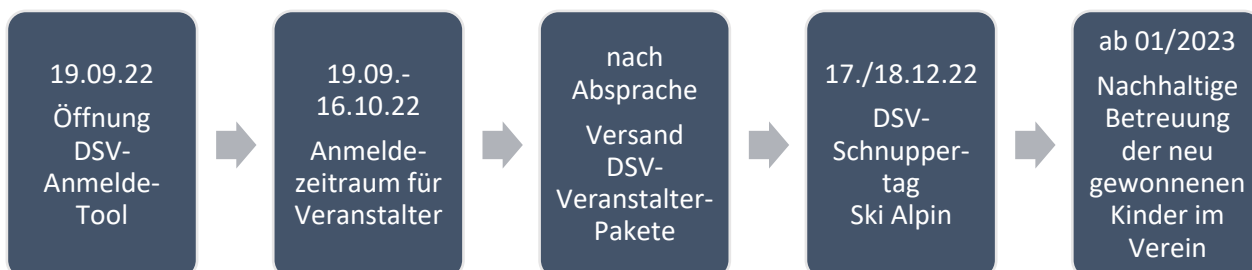 19.09.22
Öffnung
DSV-
Anmelde-
Tool
19.09.-
16.10.22
Anmelde-
zeitraum für
Veranstalter
nach
Absprache
Versand
DSV-
Veranstalter-
Pakete
17./18.12.22
DSV-
Schnupper-
tag
Ski Alpin
ab 01/2023
Nachhaltige
Betreuung
der neu
gewonnenen
Kinder im
Verein